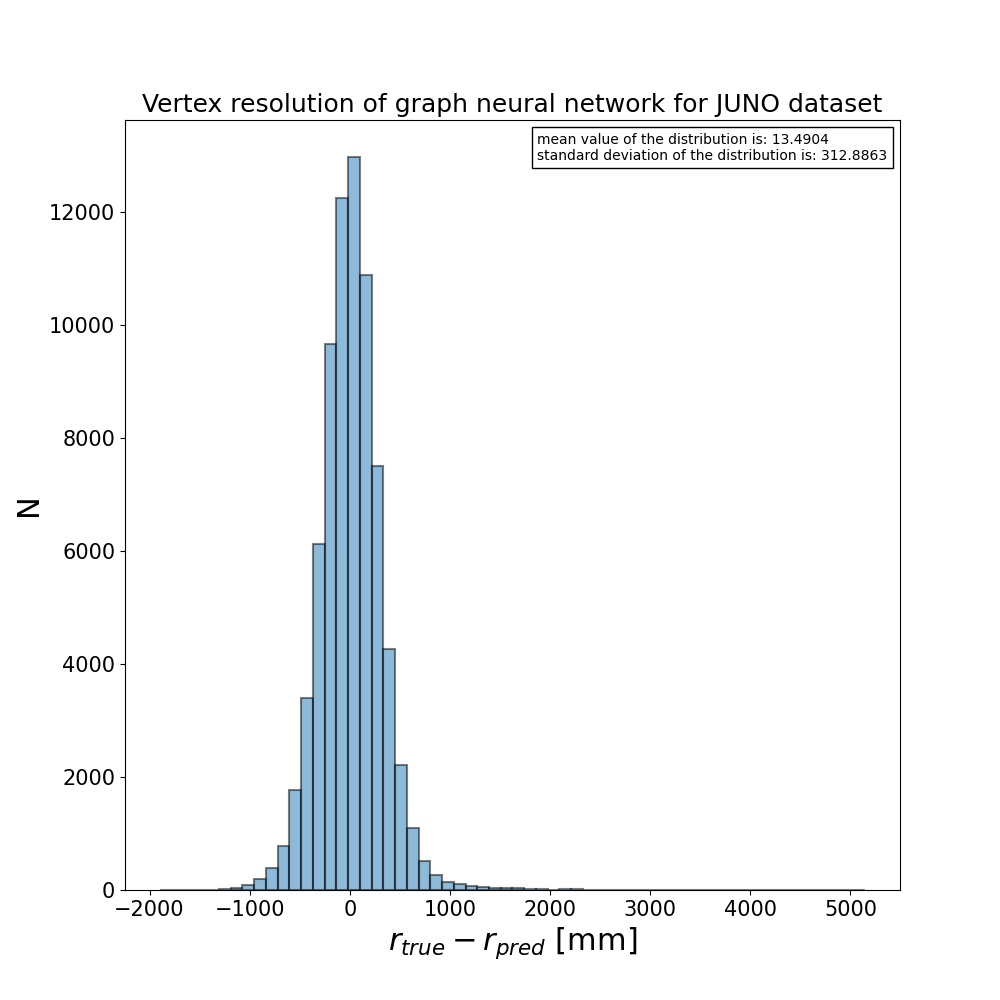 Vertex resolution of graph neural network for JUNO dataset
mean value of the distribution is: 13.4904
standard deviation of the distribution is: 312.8863
N
12000
10000
8000
6000
4000
2000
0
−2000 −1000 0 1000 2000 3000 4000 5000
r_true − r_pred [mm]